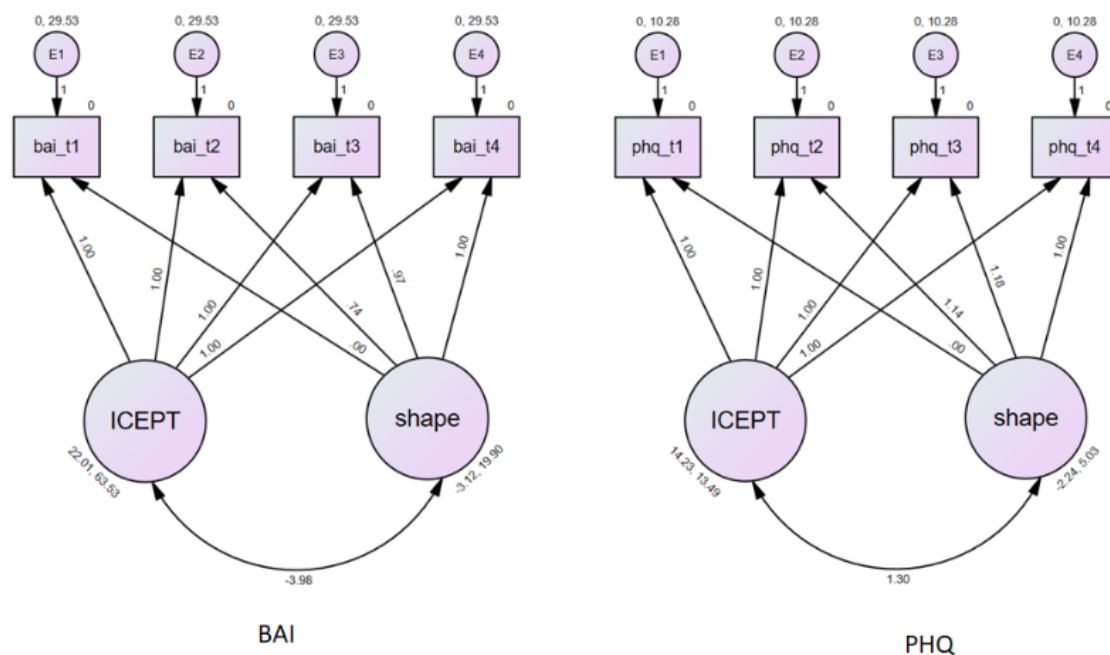 0, 29.53 0, 29.53 0, 29.53 0, 29.53
E1 E2 E3 E4
1 0 1 0 1 0 1 0
bai_t1 bai_t2 bai_t3 bai_t4
1.00 1.00 1.00 1.00 .00 .74 .97 1.00
ICEPT shape
22.01, 63.53 -3.12, 19.90
-3.98
BAI
0, 10.28 0, 10.28 0, 10.28 0, 10.28
E1 E2 E3 E4
1 0 1 0 1 0 1 0
phq_t1 phq_t2 phq_t3 phq_t4
1.00 1.00 1.00 1.00 .00 1.14 1.18 1.00
ICEPT shape
14.23, 13.49 -2.24, 5.03
1.30
PHQ